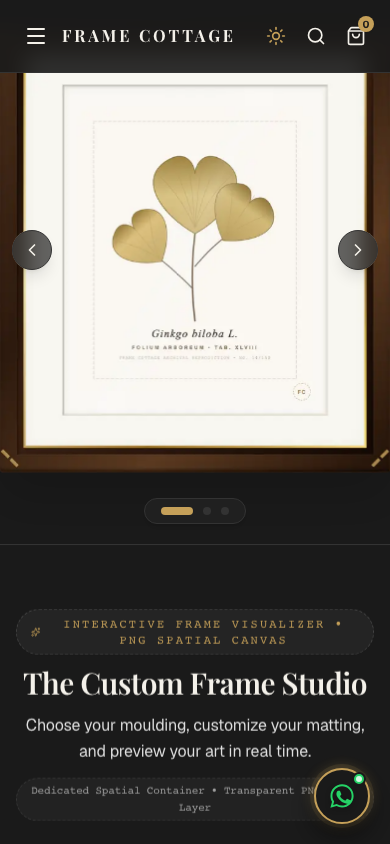 FRAME COTTAGE
0
Ginkgo biloba L.
FOLIUM ARBOREUM • TAB. XLVIII
FC
INTERACTIVE FRAME VISUALIZER •
PNG SPATIAL CANVAS
The Custom Frame Studio
Choose your moulding, customize your matting,
and preview your art in real time.
Dedicated Spatial Container • Transparent
Layer